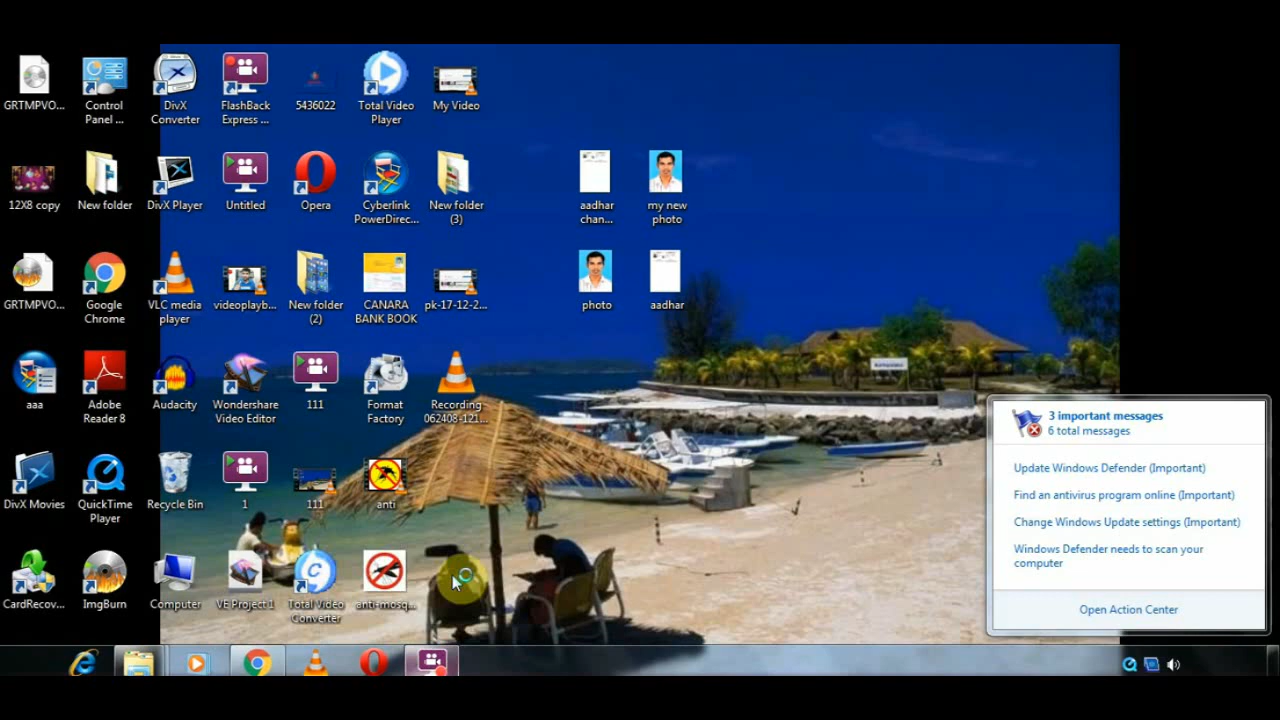 GRTMPVO...
Control
Panel ...
DivX
Converter
FlashBack
Express ...
5436022
Total Video
Player
My Video
12X8 copy
New folder
DivX Player
Untitled
Opera
Cyberlink
PowerDirec...
New folder
(3)
aadhar
chan...
my new
photo
GRTMPVO...
Google
Chrome
VLC media
player
videoplayb...
New folder
(2)
CANARA
BANK BOOK
pk-17-12-2...
photo
aadhar
aaa
Adobe
Reader 8
Audacity
Wondershare
Video Editor
111
Format
Factory
Recording
062408-121...
DivX Movies
QuickTime
Player
Recycle Bin
1
111
anti
CardRecov...
ImgBurn
Computer
VE Project 1
Total Video
Converter
anti-mosq...
3 important messages
6 total messages
Update Windows Defender (Important)
Find an antivirus program online (Important)
Change Windows Update settings (Important)
Windows Defender needs to scan your
computer
Open Action Center